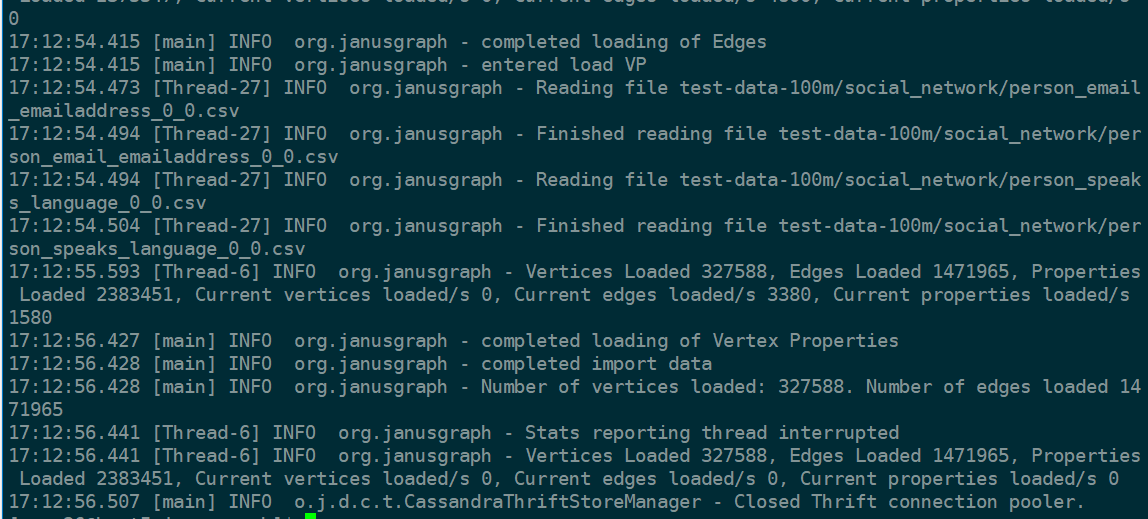 0
17:12:54.415 [main] INFO  org.janusgraph - completed loading of Edges
17:12:54.415 [main] INFO  org.janusgraph - entered load VP
17:12:54.473 [Thread-27] INFO  org.janusgraph - Reading file test-data-100m/social_network/person_email
_emailaddress_0_0.csv
17:12:54.494 [Thread-27] INFO  org.janusgraph - Finished reading file test-data-100m/social_network/per
son_email_emailaddress_0_0.csv
17:12:54.494 [Thread-27] INFO  org.janusgraph - Reading file test-data-100m/social_network/person_speak
s_language_0_0.csv
17:12:54.504 [Thread-27] INFO  org.janusgraph - Finished reading file test-data-100m/social_network/per
son_speaks_language_0_0.csv
17:12:55.593 [Thread-6] INFO  org.janusgraph - Vertices Loaded 327588, Edges Loaded 1471965, Properties
 Loaded 2383451, Current vertices loaded/s 0, Current edges loaded/s 3380, Current properties loaded/s
1580
17:12:56.427 [main] INFO  org.janusgraph - completed loading of Vertex Properties
17:12:56.428 [main] INFO  org.janusgraph - completed import data
17:12:56.428 [main] INFO  org.janusgraph - Number of vertices loaded: 327588. Number of edges loaded 14
71965
17:12:56.441 [Thread-6] INFO  org.janusgraph - Stats reporting thread interrupted
17:12:56.441 [Thread-6] INFO  org.janusgraph - Vertices Loaded 327588, Edges Loaded 1471965, Properties
 Loaded 2383451, Current vertices loaded/s 0, Current edges loaded/s 0, Current properties loaded/s 0
17:12:56.507 [main] INFO  o.j.d.c.t.CassandraThriftStoreManager - Closed Thrift connection pooler.